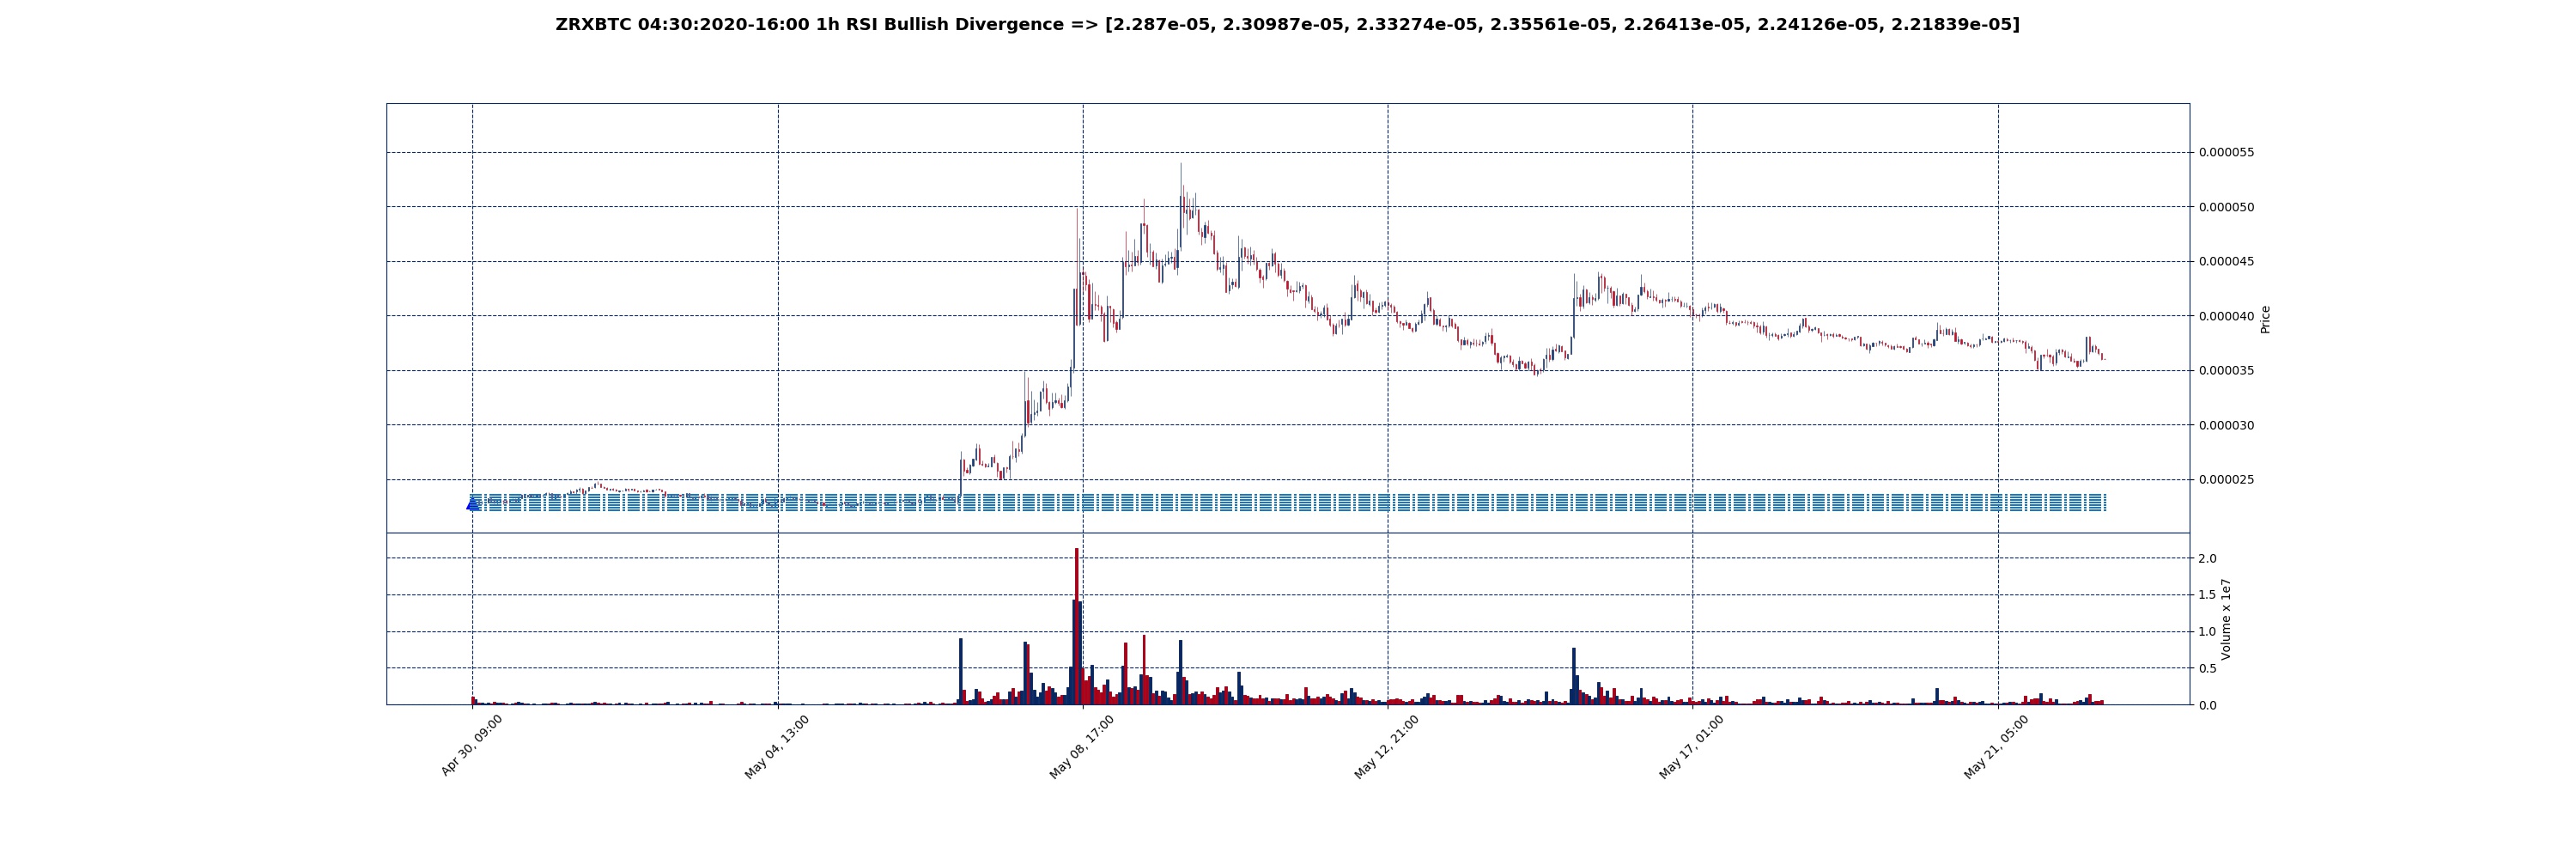 ZRXBTC 04:30:2020-16:00 1h RSI Bullish Divergence => [2.287e-05, 2.30987e-05, 2.33274e-05, 2.35561e-05, 2.26413e-05, 2.24126e-05, 2.21839e-05]
0.000055
0.000050
0.000045
0.000040
0.000035
0.000030
0.000025
Price
2.0
1.5
1.0
0.5
0.0
Volume x 1e7
Apr 30, 09:00
May 04, 13:00
May 08, 17:00
May 12, 21:00
May 17, 01:00
May 21, 05:00